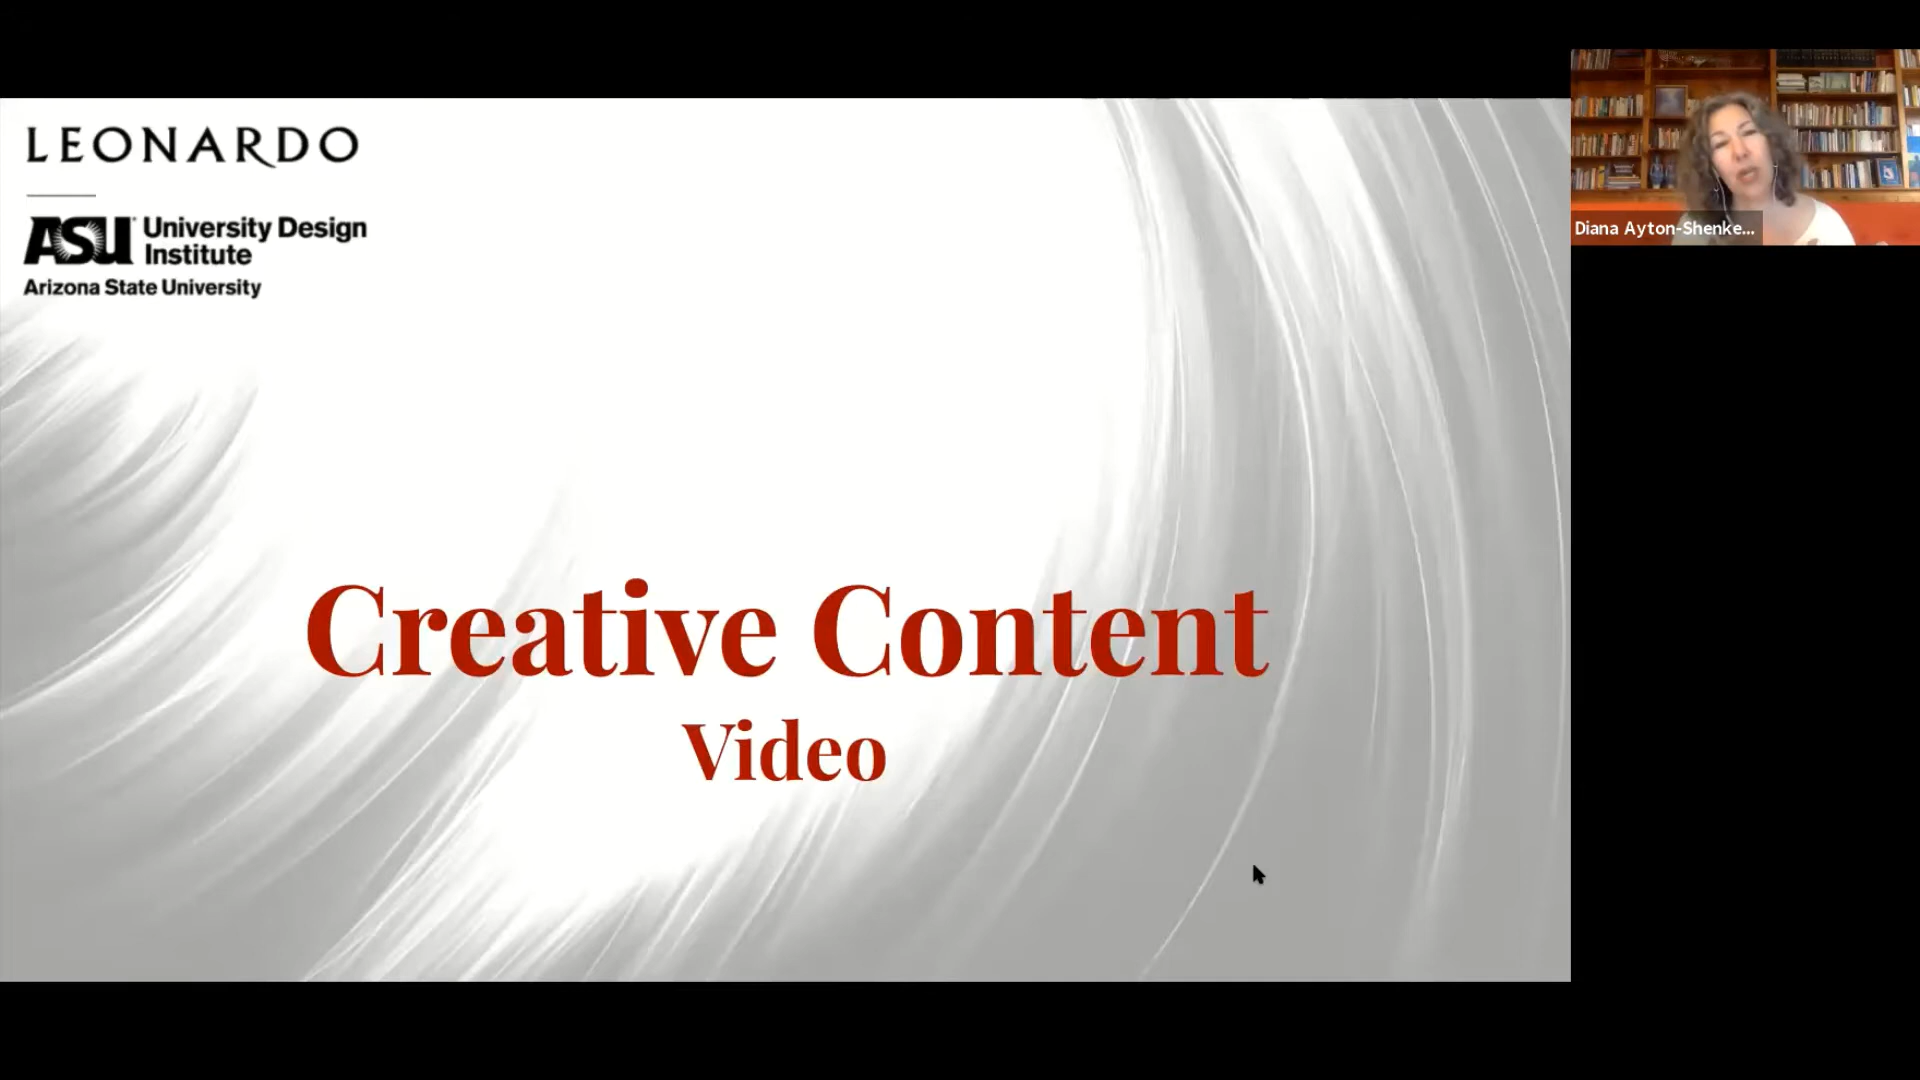 LEONARDO
ASU University Design
Institute
Arizona State University
Creative Content
Video
Diana Ayton-Shenke...